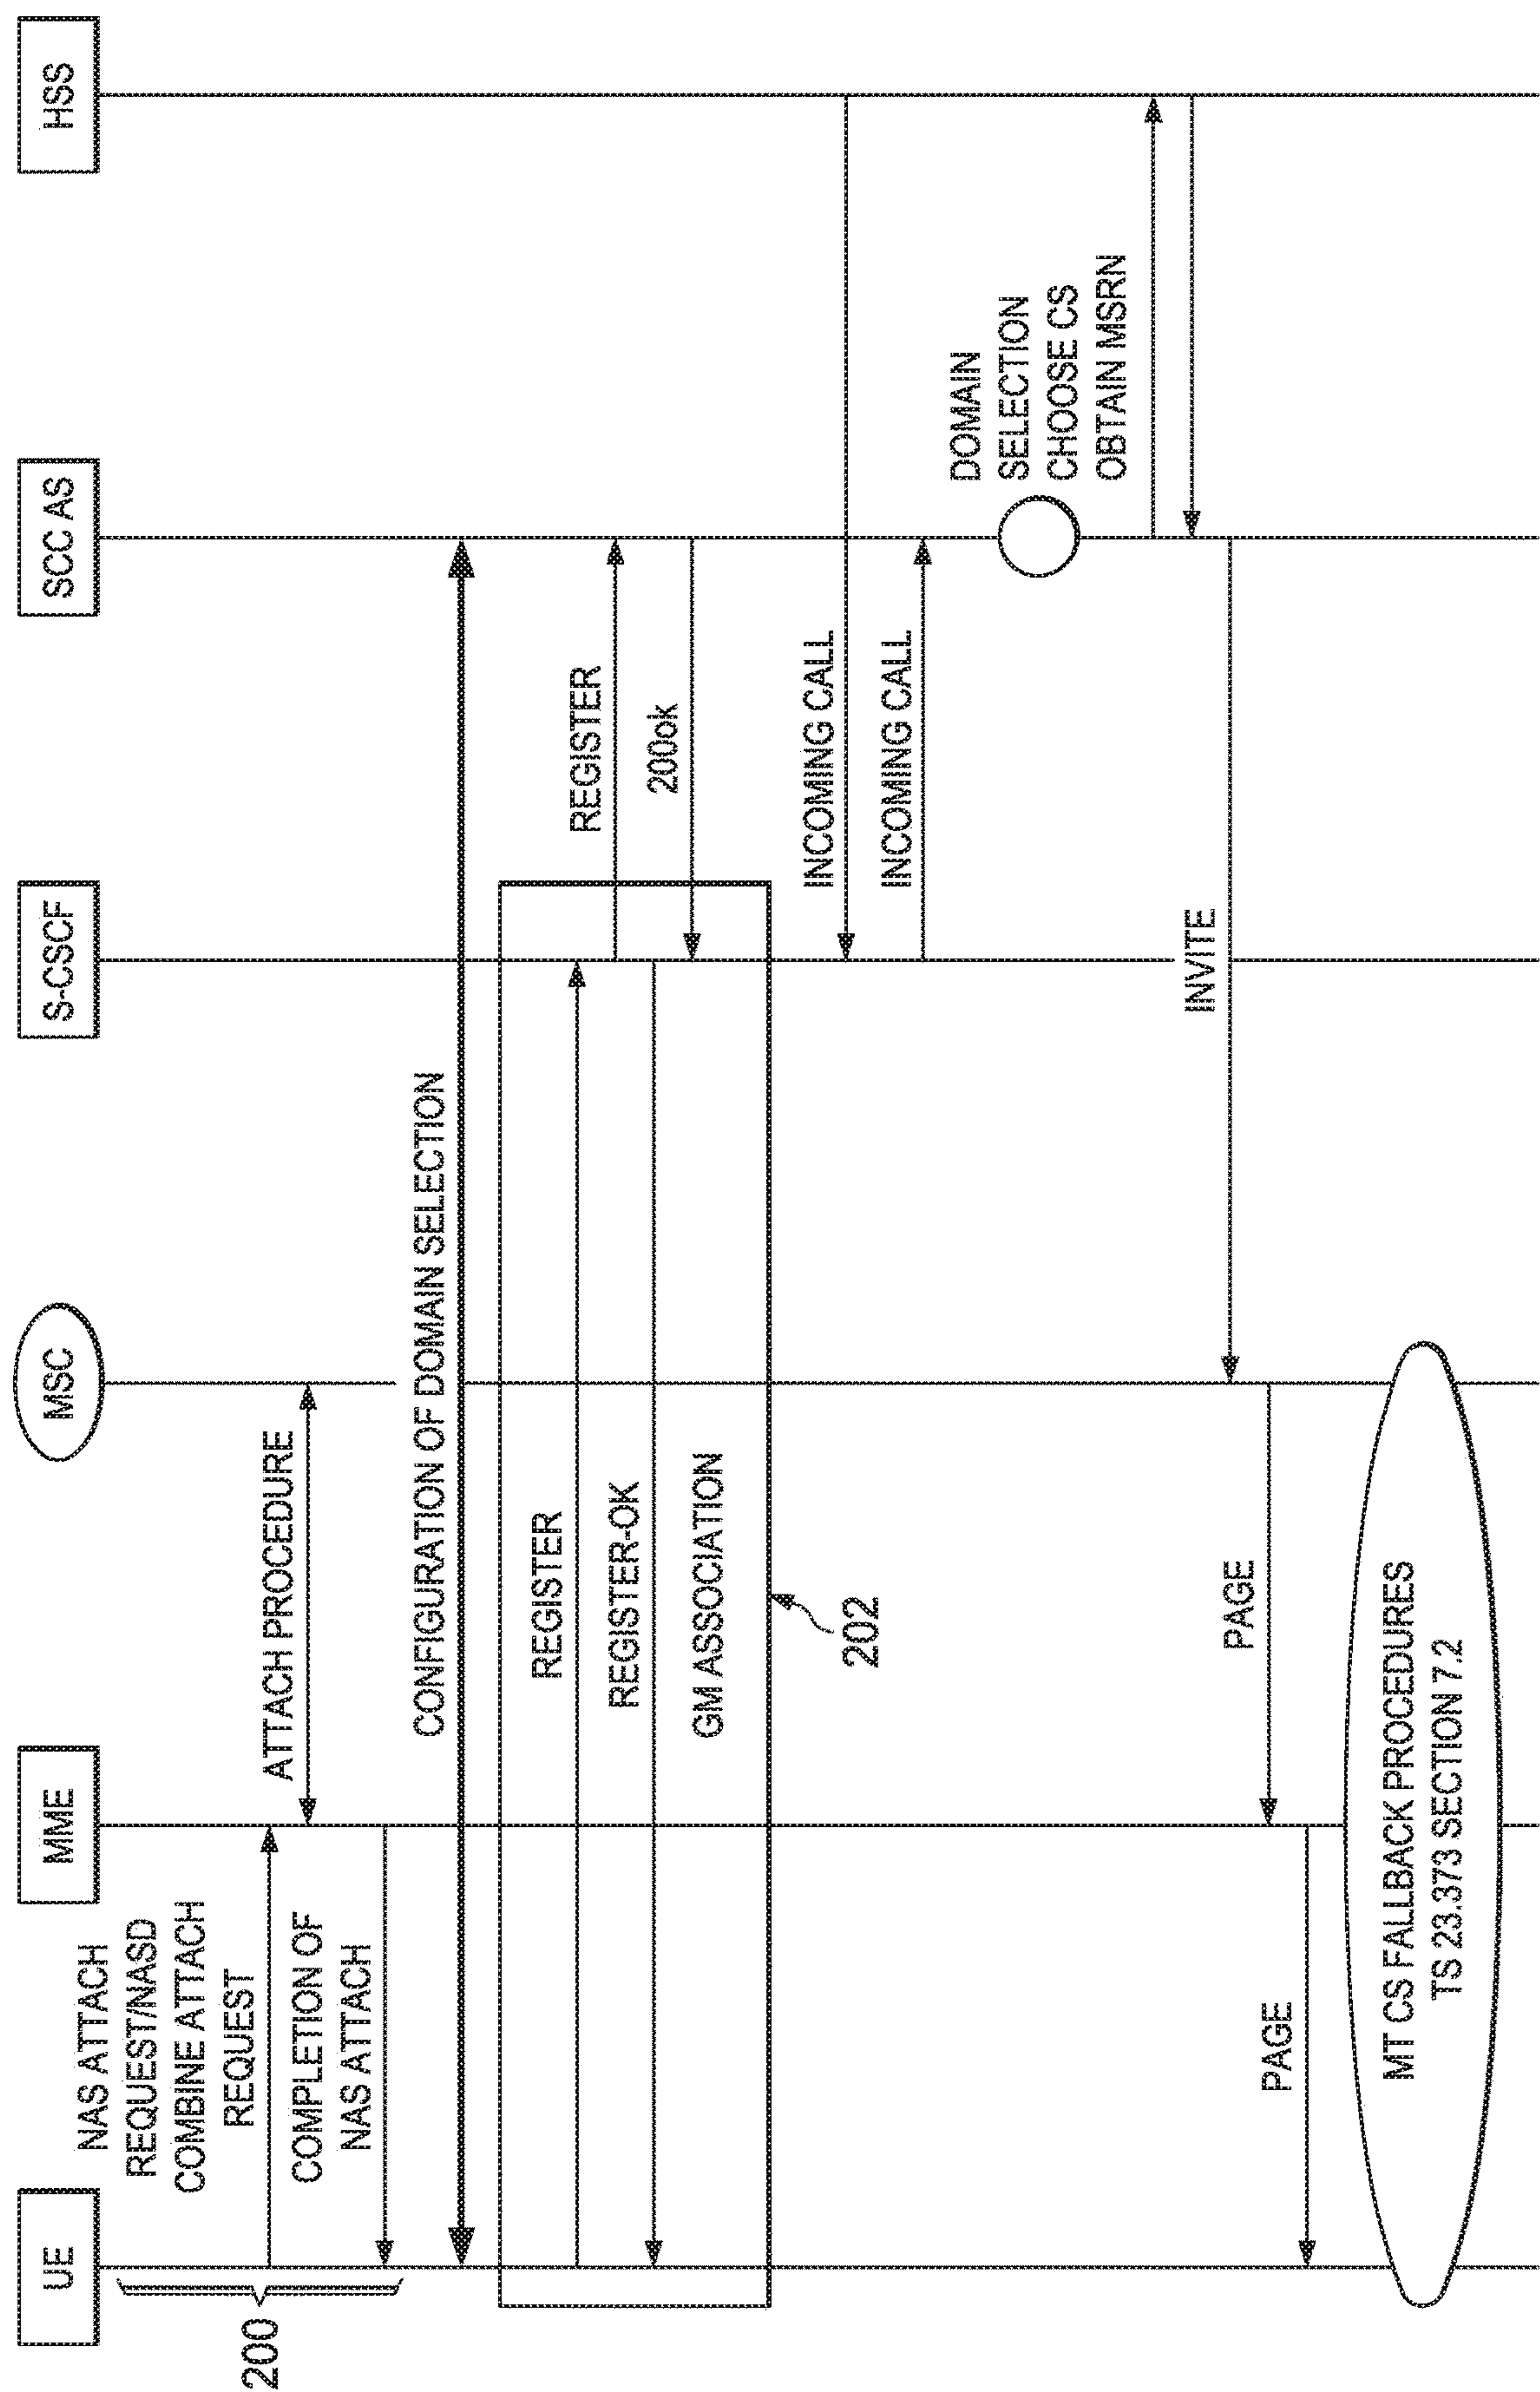 UE
MME
MSC
S-CSCF
SCC AS
HSS
200
NAS ATTACH
REQUEST/NASD
COMBINE ATTACH
REQUEST
ATTACH PROCEDURE
COMPLETION OF
NAS ATTACH
CONFIGURATION OF DOMAIN SELECTION
REGISTER
REGISTER
REGISTER-OK
200ok
GM ASSOCIATION
202
INCOMING CALL
INCOMING CALL
DOMAIN
SELECTION
CHOOSE CS
OBTAIN MSRN
INVITE
PAGE
PAGE
MT CS FALLBACK PROCEDURES
TS 23.373 SECTION 7.2